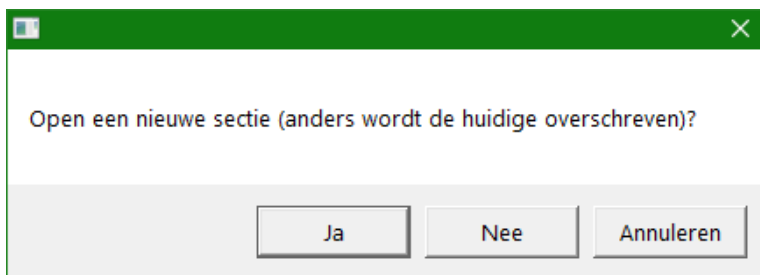 Open een nieuwe sectie (anders wordt de huidige overschreven)?
Ja
Nee
Annuleren